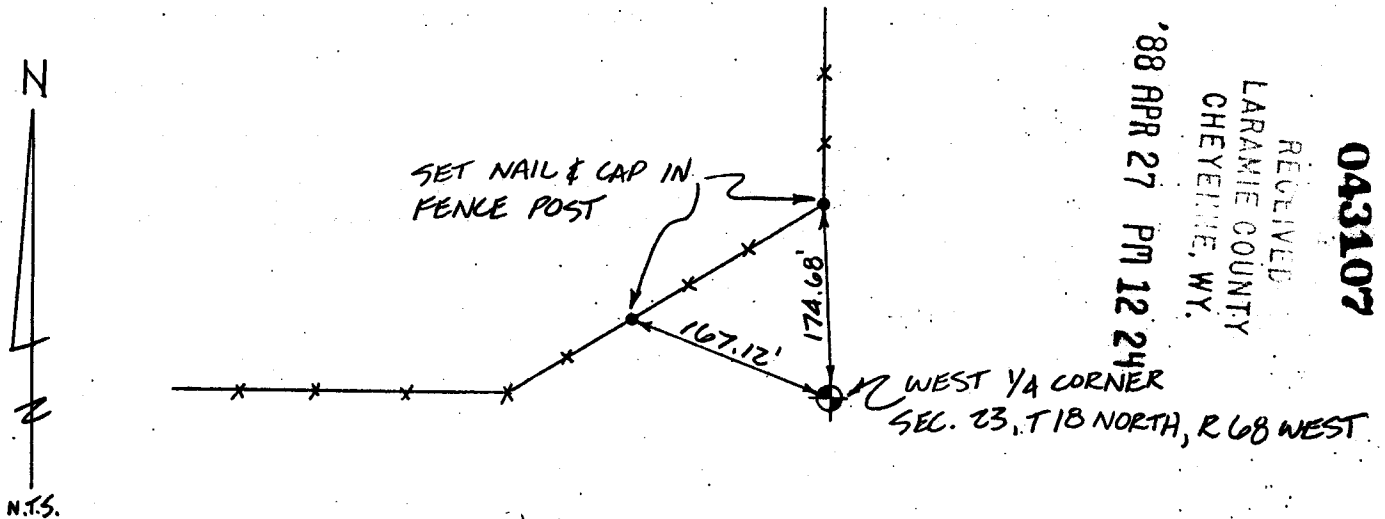 N
N.T.S.
SET NAIL & CAP IN
FENCE POST
174.68'
167.12'
WEST 1/4 CORNER
SEC. 23, T 18 NORTH, R 68 WEST
043107
RECEIVED
LARAMIE COUNTY
CHEYENNE, WY.
'88 APR 27 PM 12 24